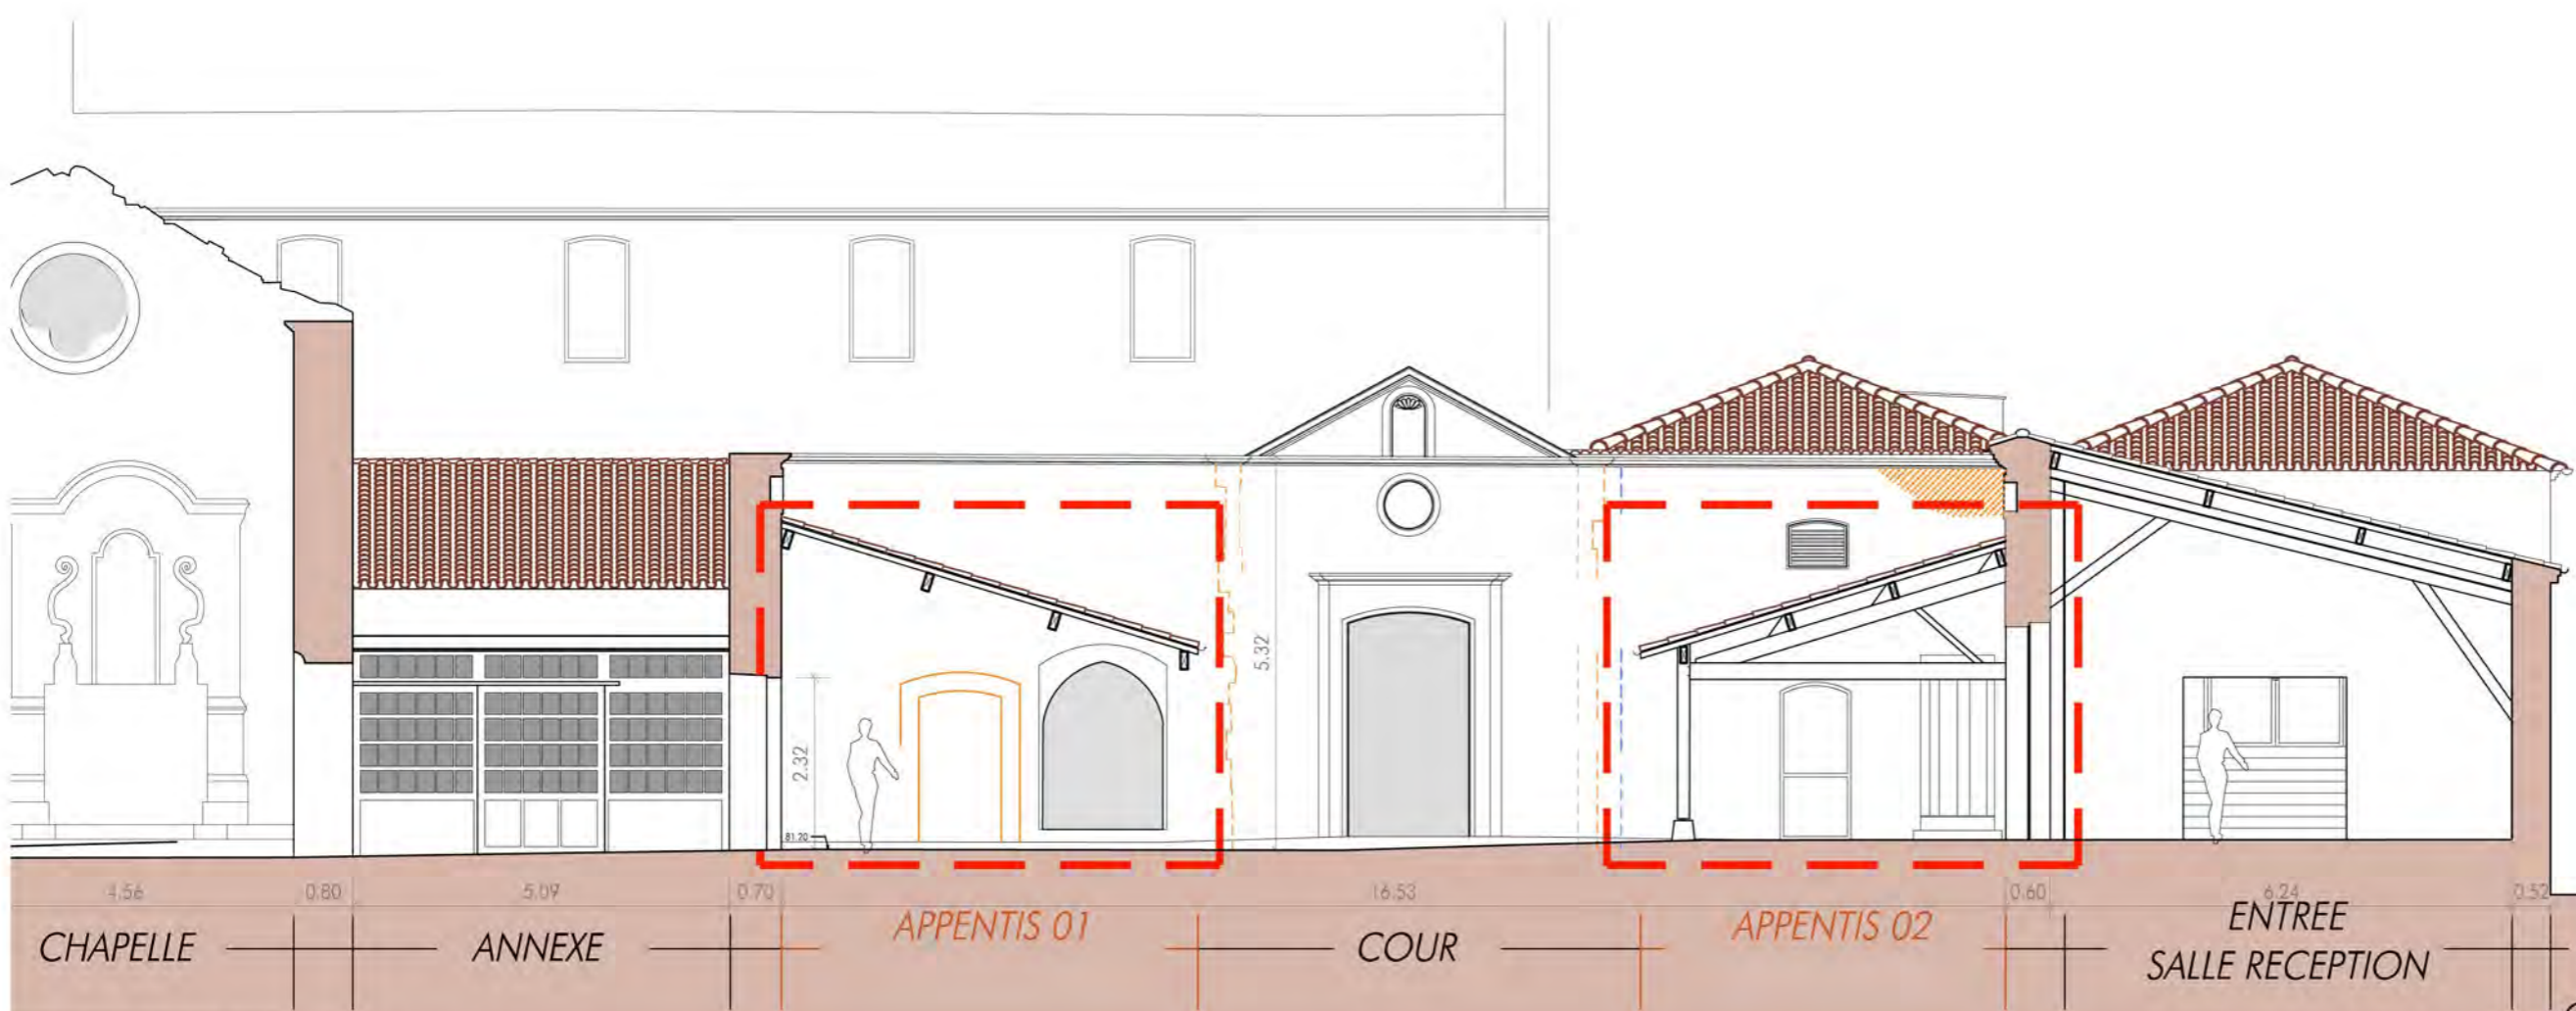 5.32
2.32
81.20
4.56
0.80
5.09
0.70
16.53
0.60
6.24
0.52
CHAPELLE
ANNEXE
APPENTIS 01
COUR
APPENTIS 02
ENTREE
SALLE RECEPTION